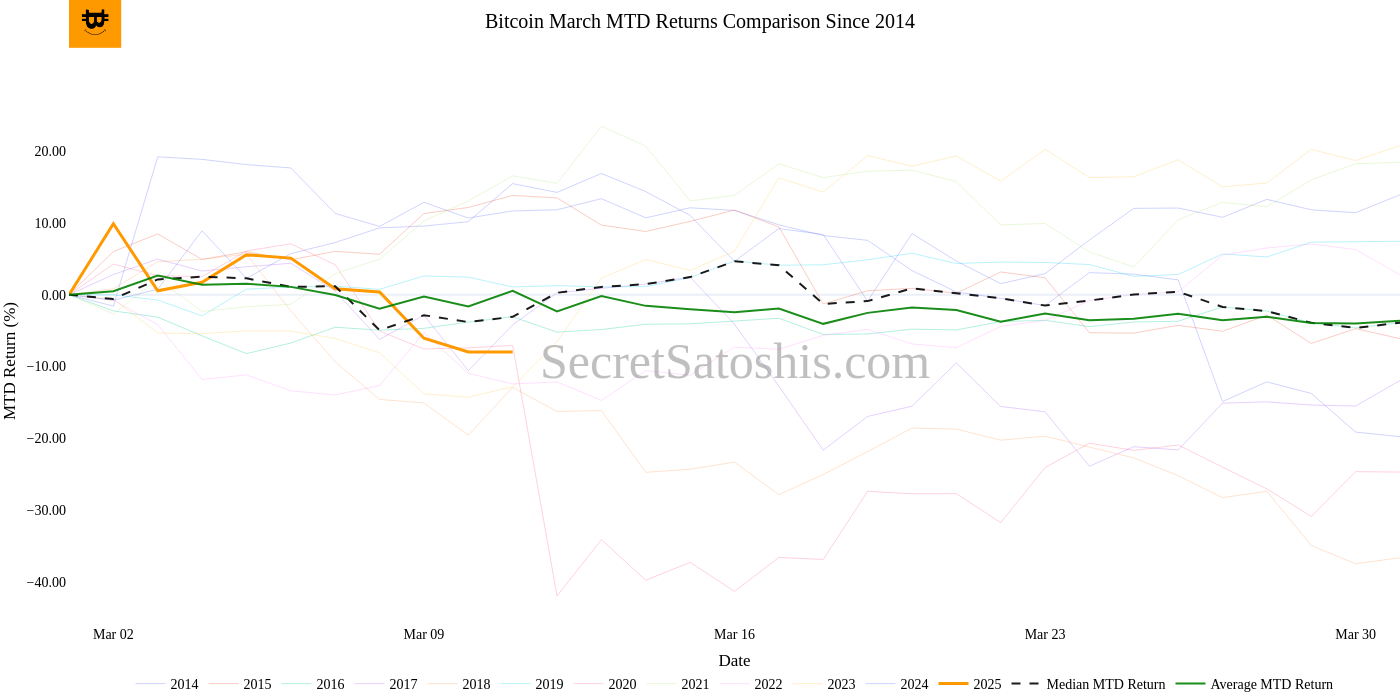 Bitcoin March MTD Returns Comparison Since 2014
MTD Return (%)
20.00
10.00
0.00
−10.00
−20.00
−30.00
−40.00
SecretSatoshis.com
Mar 02 Mar 09 Mar 16 Mar 23 Mar 30
Date
2014 2015 2016 2017 2018 2019 2020 2021 2022 2023 2024 2025 Median MTD Return Average MTD Return